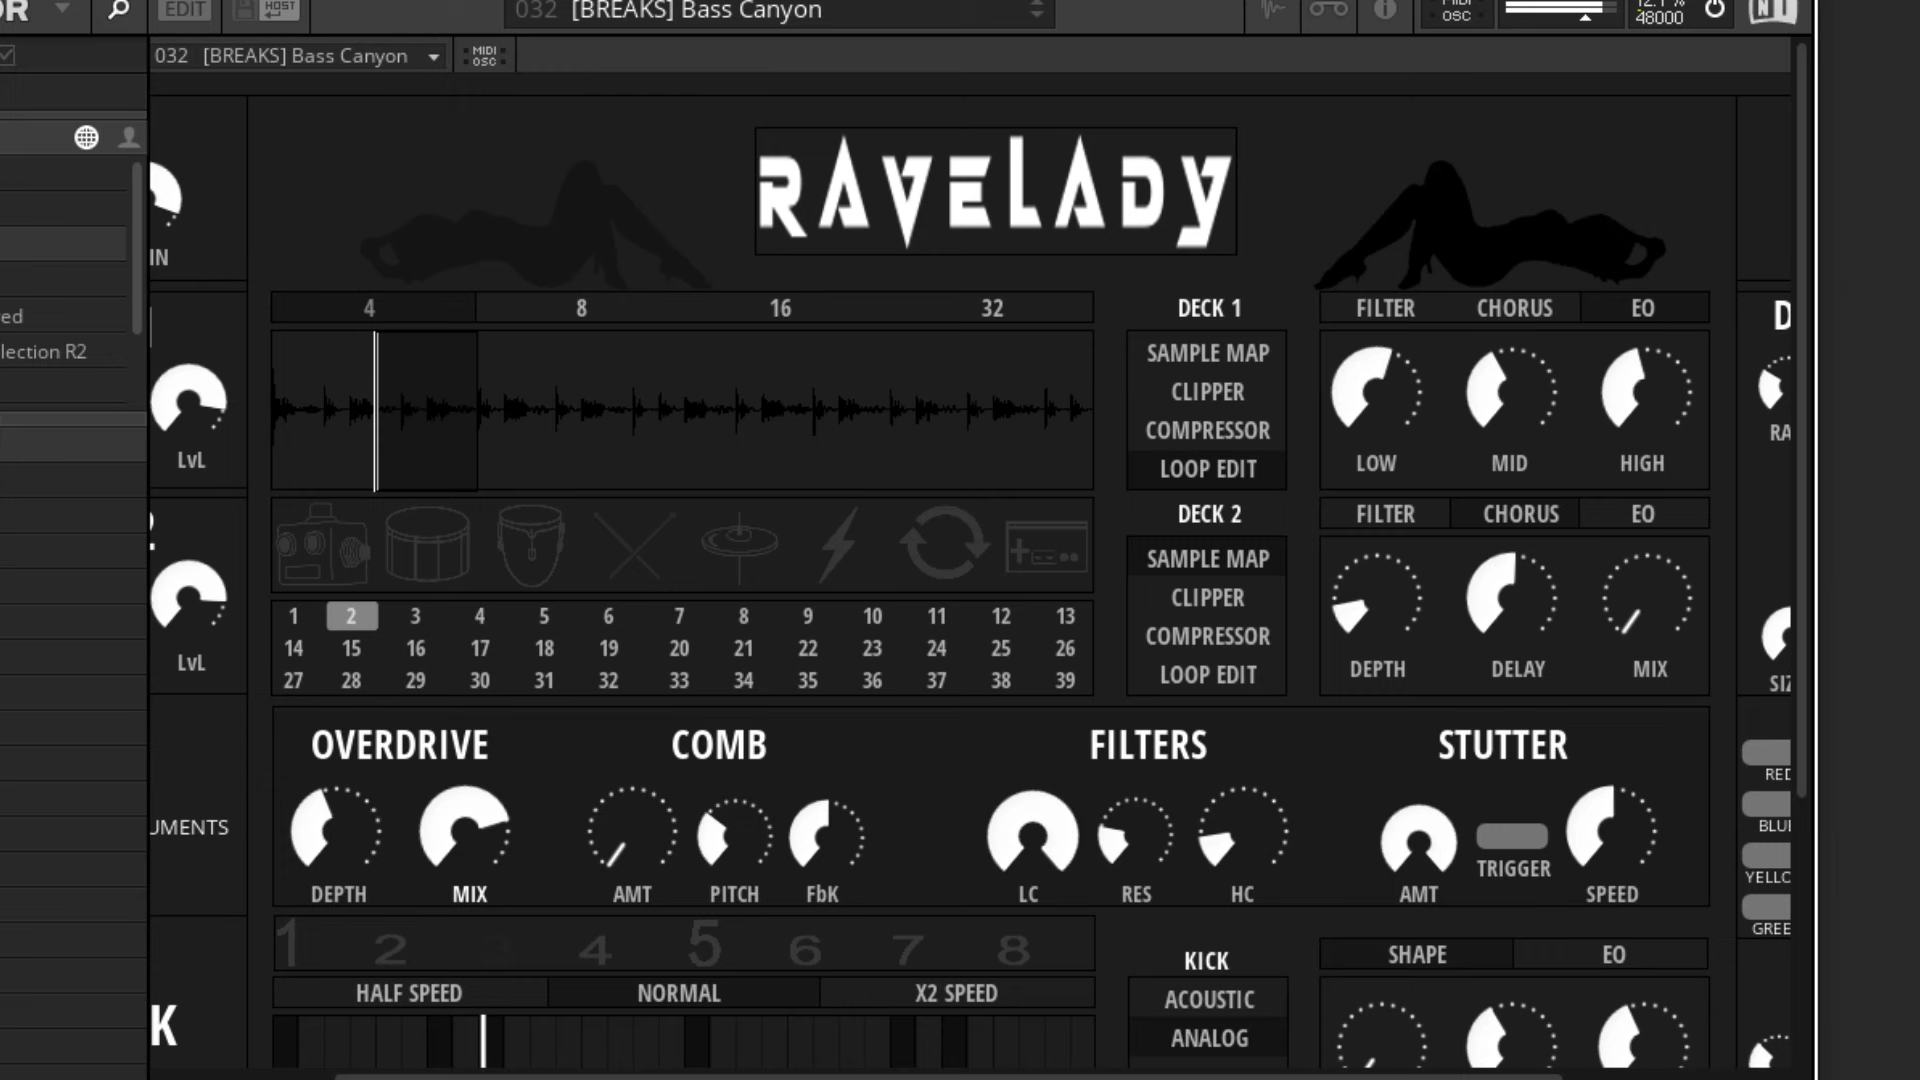 OR EDIT HOST 032 [BREAKS] Bass Canyon MIDI OSC 48000 NI
032 [BREAKS] Bass Canyon MIDI OSC
RAVELADY
IN
ed
lection R2
4 8 16 32
DECK 1
FILTER CHORUS EQ
SAMPLE MAP
CLIPPER
COMPRESSOR
LOOP EDIT
LvL
LOW MID HIGH
RA
DECK 2
FILTER CHORUS EQ
SAMPLE MAP
CLIPPER
COMPRESSOR
LOOP EDIT
LvL
DEPTH DELAY MIX
SIZ
1 2 3 4 5 6 7 8 9 10 11 12 13
14 15 16 17 18 19 20 21 22 23 24 25 26
27 28 29 30 31 32 33 34 35 36 37 38 39
OVERDRIVE COMB FILTERS STUTTER
UMENTS
DEPTH MIX AMT PITCH FbK LC RES HC AMT TRIGGER SPEED
RED
BLUE
YELLO
GREE
1 2 3 4 5 6 7 8
HALF SPEED NORMAL X2 SPEED
KICK
ACOUSTIC
ANALOG
SHAPE EQ
K